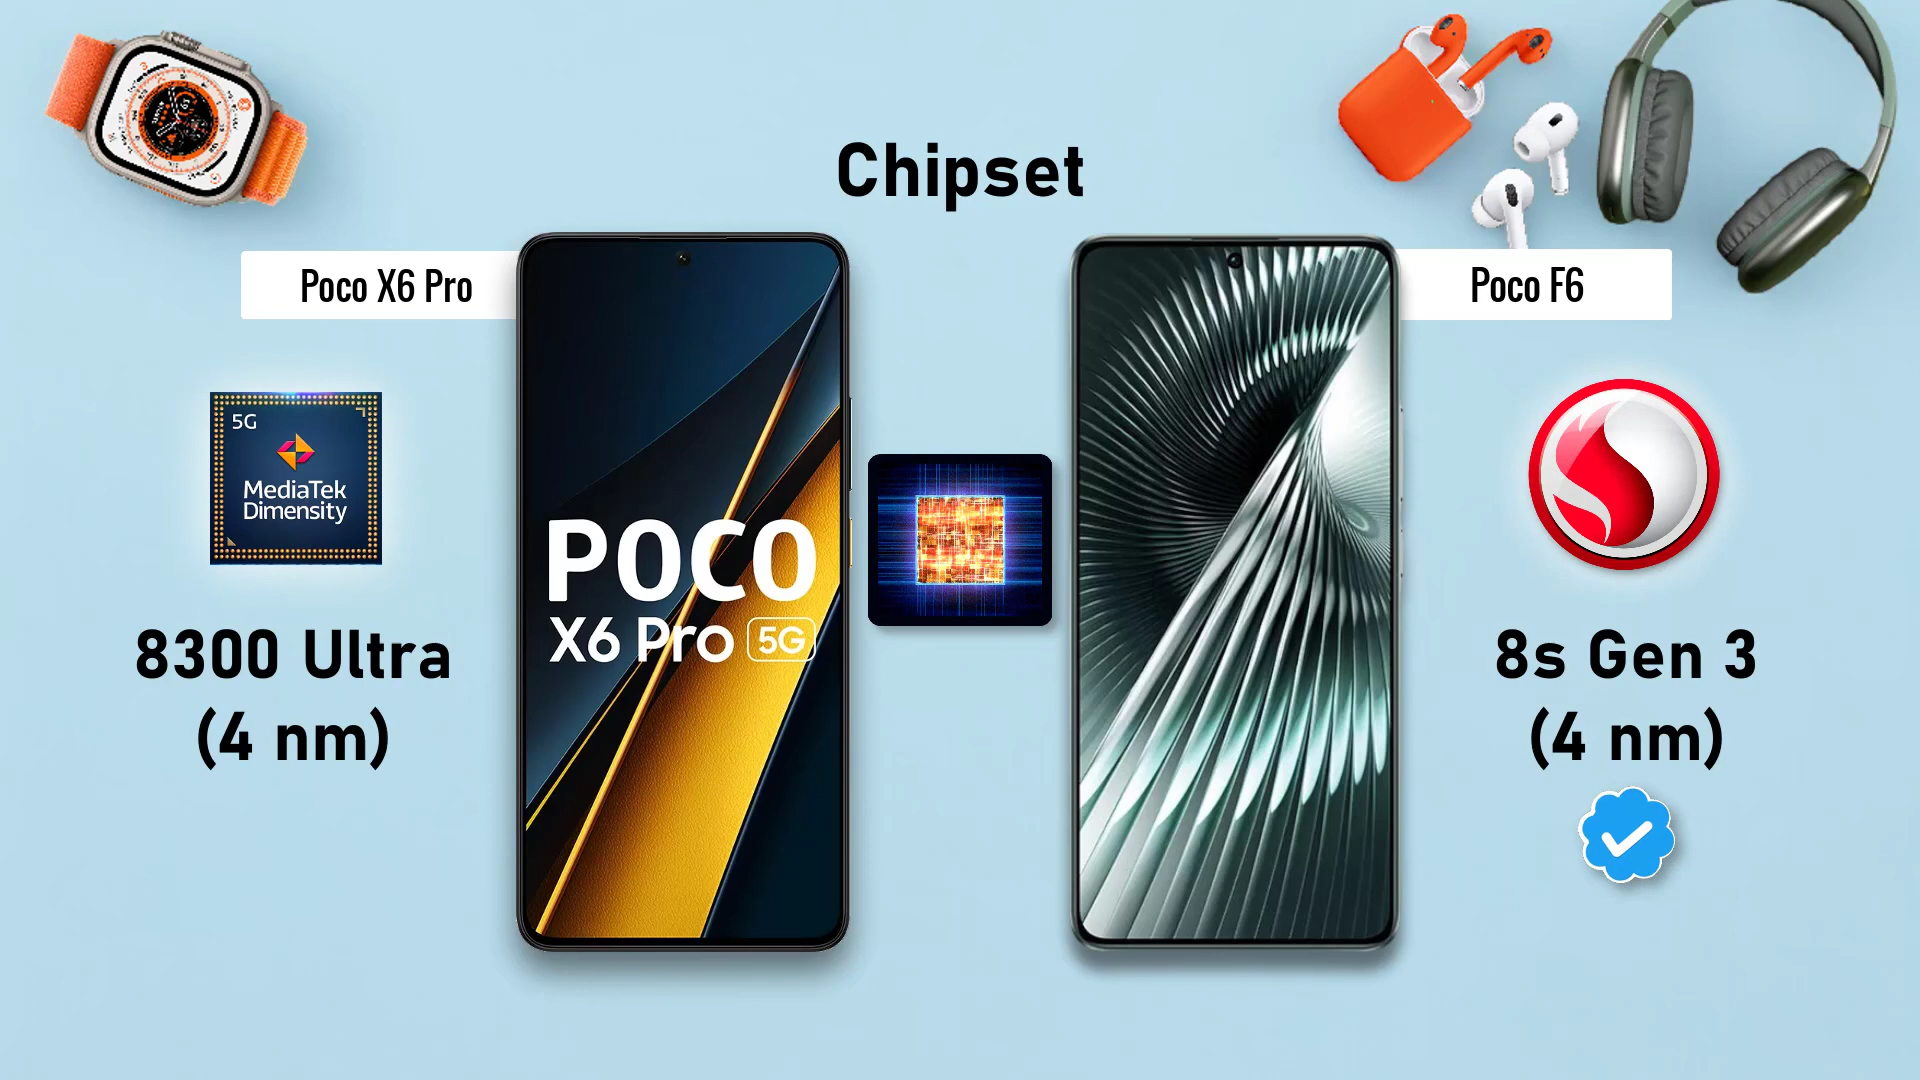 Chipset
Poco X6 Pro
Poco F6
5G
MediaTek
Dimensity
8300 Ultra
(4 nm)
POCO
X6 Pro 5G
8s Gen 3
(4 nm)